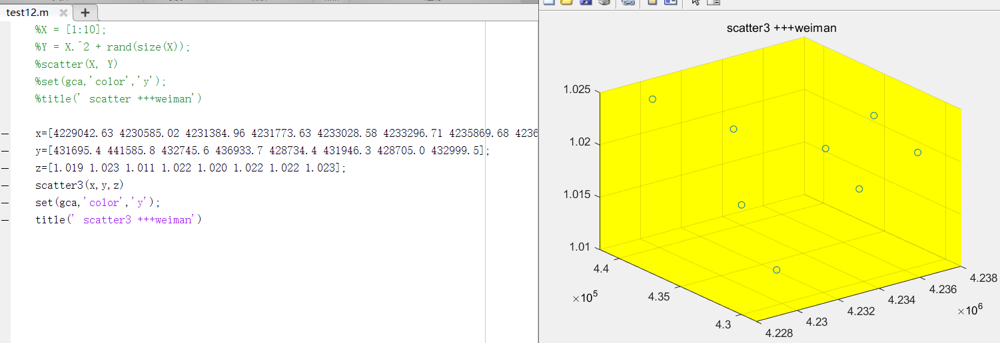 test12.m
%X = [1:10];
%Y = X.^2 + rand(size(X));
%scatter(X, Y)
%set(gca,'color','y');
%title(' scatter +++weiman')
x=[4229042.63 4230585.02 4231384.96 4231773.63 4233028.58 4233296.71 4235869.68 4236
y=[431695.4 441585.8 432745.6 436933.7 428734.4 431946.3 428705.0 432999.5];
z=[1.019 1.023 1.011 1.022 1.020 1.022 1.022 1.023];
scatter3(x,y,z)
set(gca,'color','y');
title(' scatter3 +++weiman')
scatter3 +++weiman
1.025
1.02
1.015
1.01
4.4
4.35
4.3
×10^5
4.228
4.23
4.232
4.234
4.236
4.238
×10^6